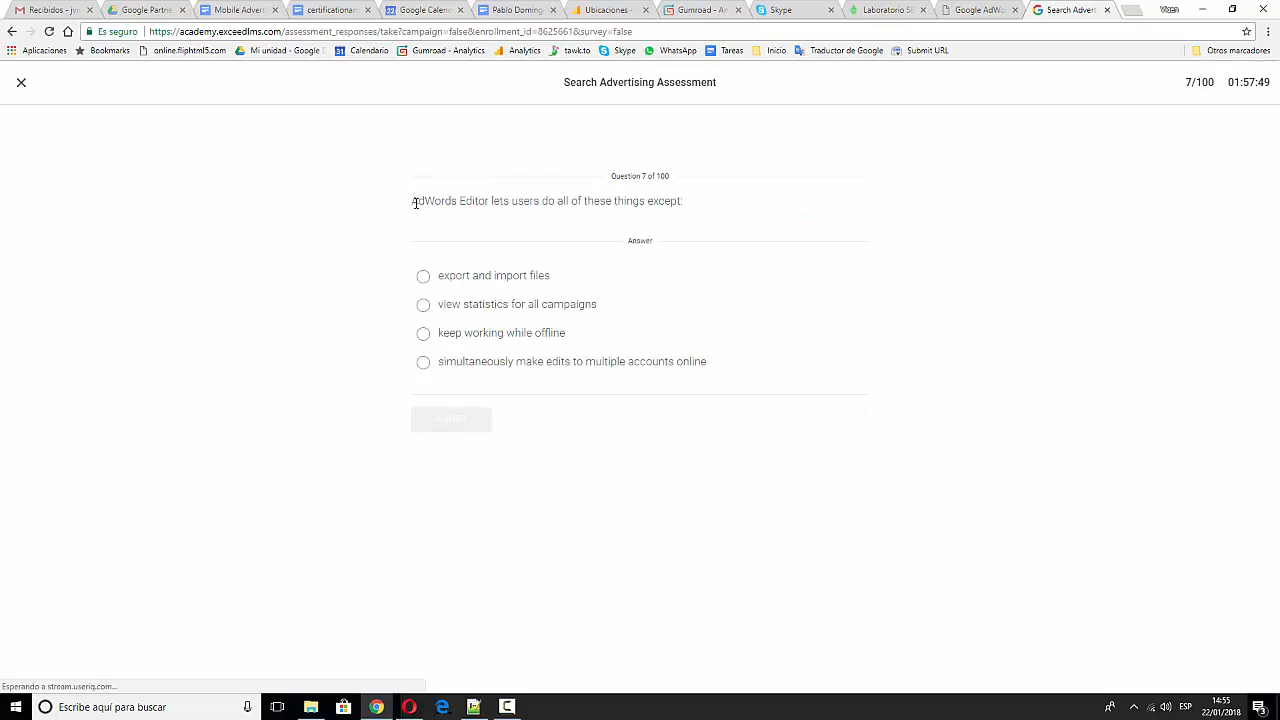 Recibidos - jv
Google Partne
Mobile Advert
certificationar
Google Calen
Pablo Doming
Ubicaciones -
Gumroad - An
Skype
Laboratorio SE
Google AdW
Search Advert
Es seguro
https://academy.exceedlms.com/assessment_responses/take?campaign=false&enrollment_id=8625661&survey=false
Aplicaciones Bookmarks online.fliphtml5.com Mi unidad - Google D Calendario Gumroad - Analytics Analytics tawk.to Skype WhatsApp Tareas Inicio Traductor de Google Submit URL Otros marcadores
Search Advertising Assessment 7/100 01:57:49
Question 7 of 100
AdWords Editor lets users do all of these things except:
Answer
export and import files
view statistics for all campaigns
keep working while offline
simultaneously make edits to multiple accounts online
SUBMIT
Esperando a stream.useriq.com...
Escribe aquí para buscar
ESP
14:55
22/01/2018